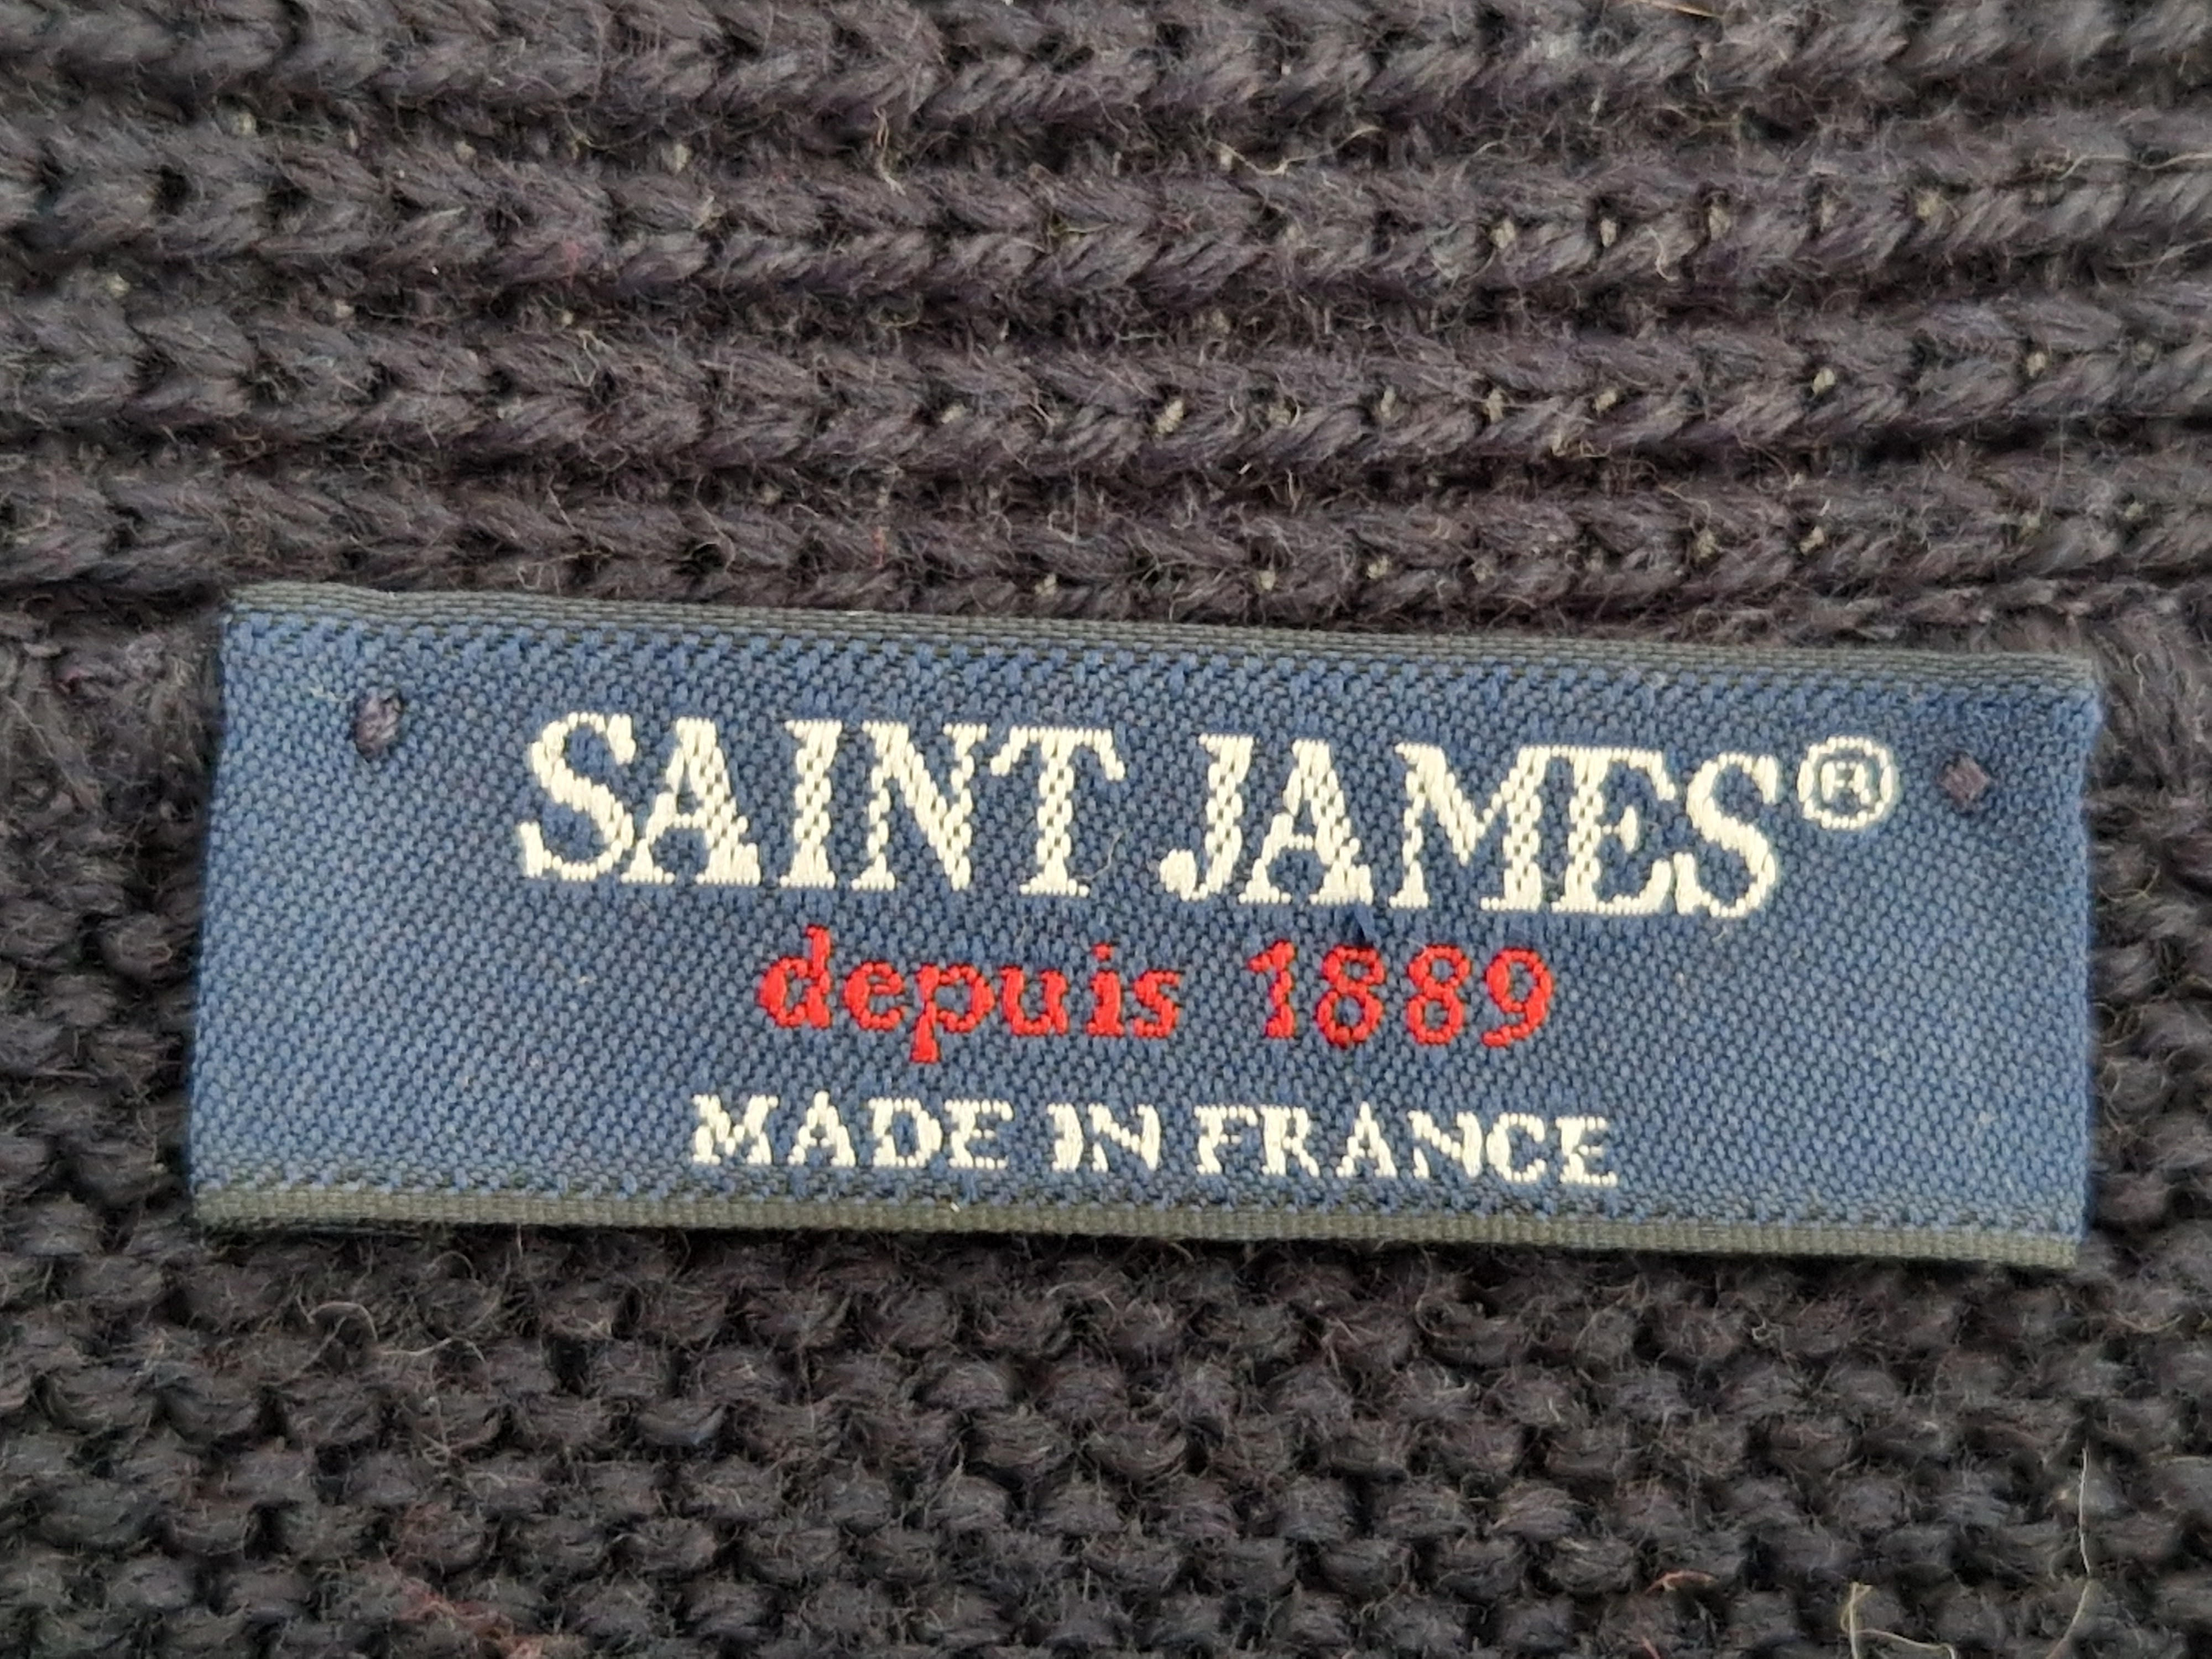 SAINT JAMES®
depuis 1889
MADE IN FRANCE